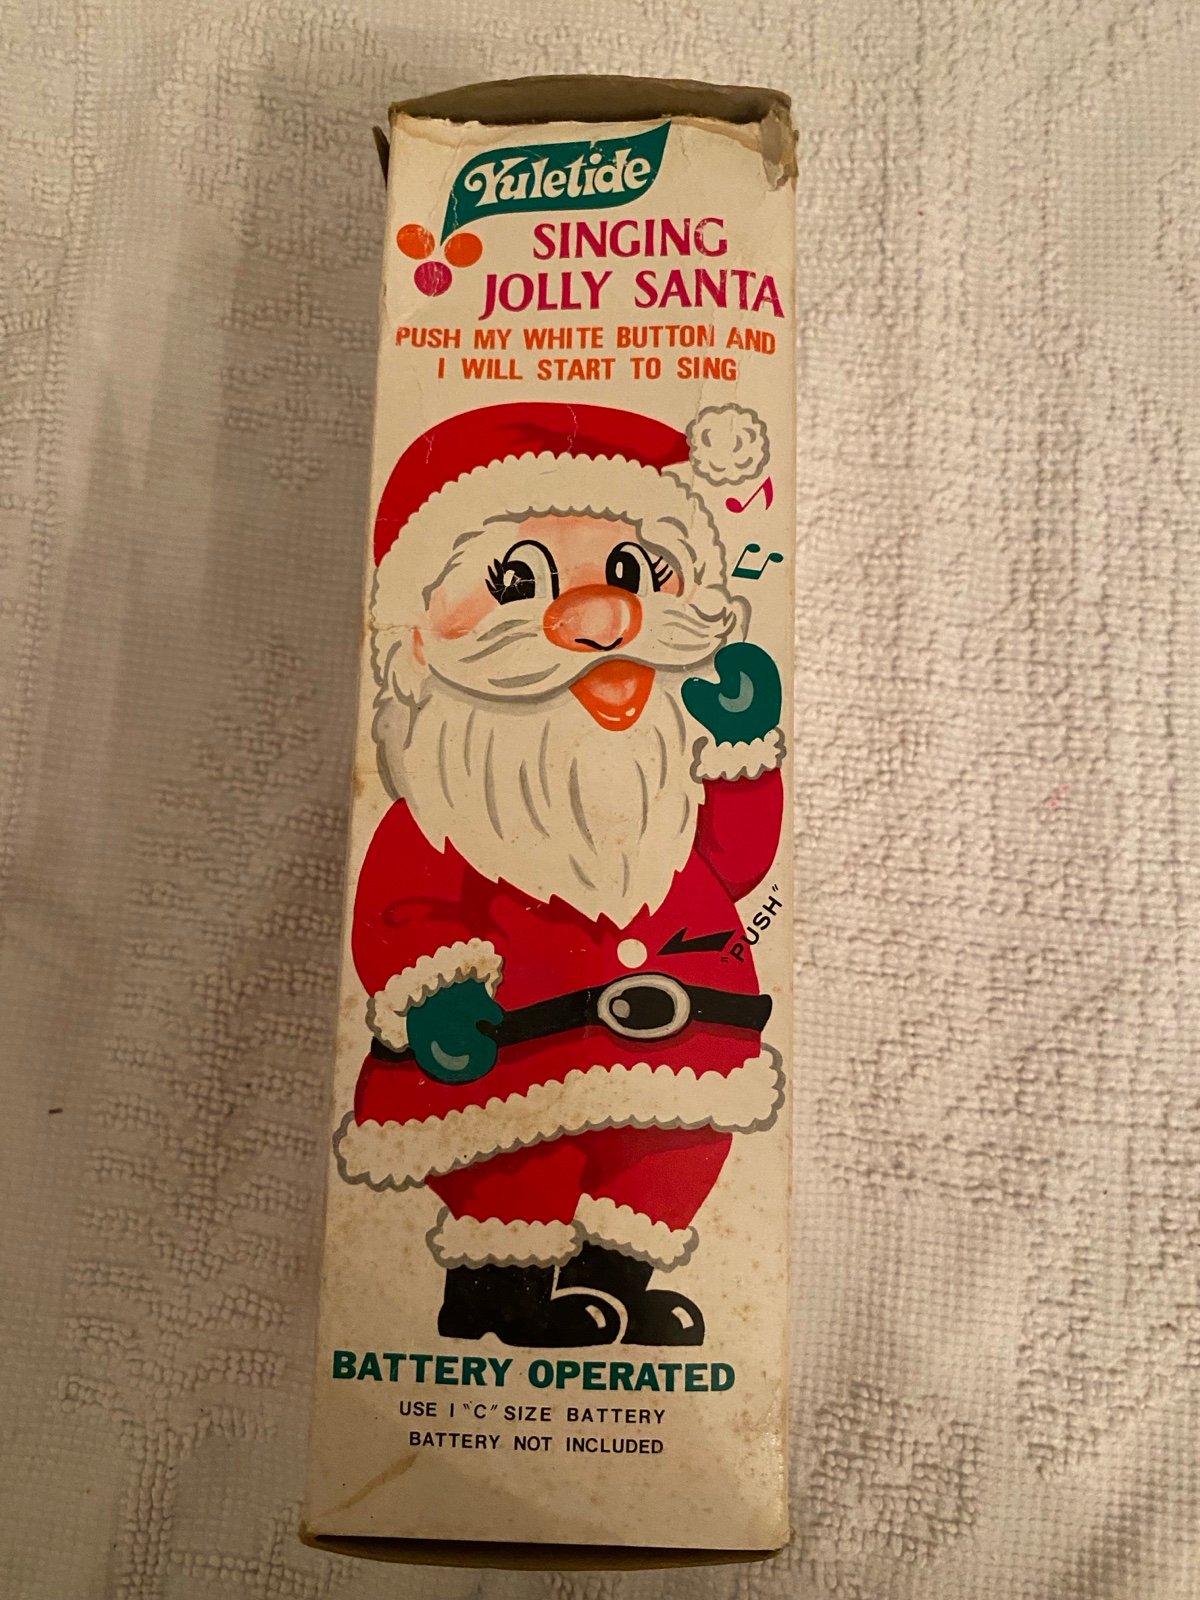 Yuletide
SINGING
JOLLY SANTA
PUSH MY WHITE BUTTON AND
I WILL START TO SING
"PUSH"
BATTERY OPERATED
USE 1 "C" SIZE BATTERY
BATTERY NOT INCLUDED